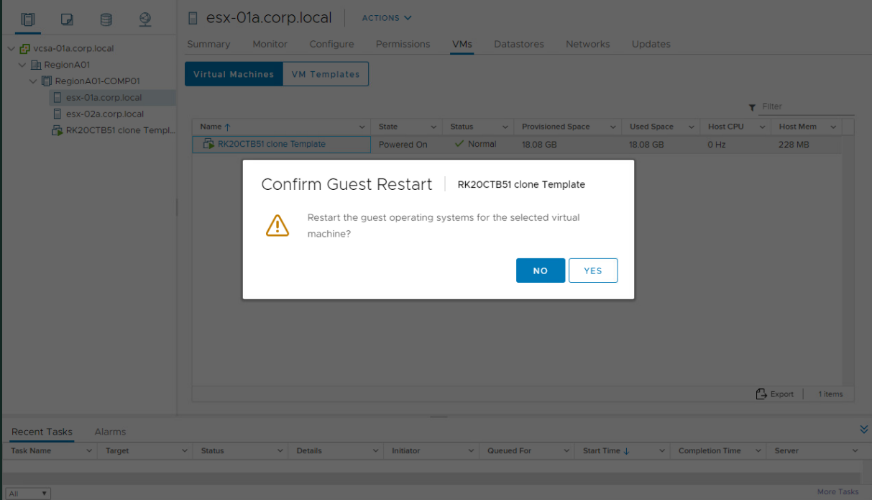 esx-01a.corp.local
ACTIONS
Summary Monitor Configure Permissions VMs Datastores Networks Updates
vcsa-01a.corp.local
RegionA01
RegionA01-COMP01
esx-01a.corp.local
esx-02a.corp.local
RK20CTB51 clone Templ...
Virtual Machines VM Templates
Filter
Name State Status Provisioned Space Used Space Host CPU Host Mem
RK20CTB51 clone Template Powered On Normal 18.08 GB 18.08 GB 0 Hz 228 MB
Confirm Guest Restart RK20CTB51 clone Template
Restart the guest operating systems for the selected virtual
machine?
NO YES
Export 1 items
Recent Tasks Alarms
Task Name Target Status Details Initiator Queued For Start Time Completion Time Server
All More Tasks